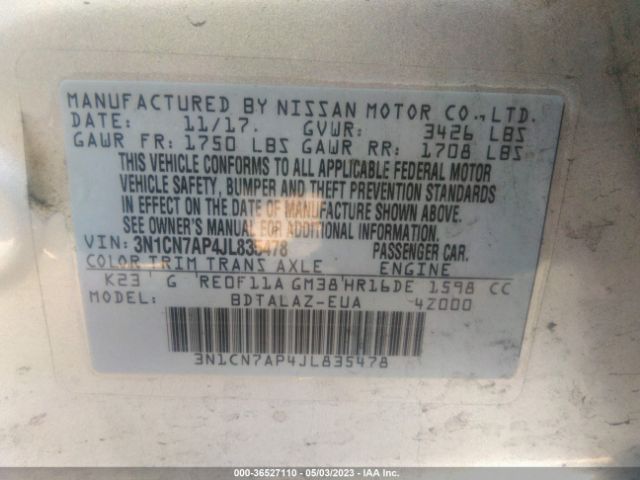 MANUFACTURED BY NISSAN MOTOR CO., LTD.
DATE: 11/17. GVWR: 3426 LBS
GAWR FR: 1750 LBS GAWR RR: 1708 LBS
THIS VEHICLE CONFORMS TO ALL APPLICABLE FEDERAL MOTOR
VEHICLE SAFETY, BUMPER AND THEFT PREVENTION STANDARDS
IN EFFECT ON THE DATE OF MANUFACTURE SHOWN ABOVE.
SEE OWNER'S MANUAL FOR ADDITIONAL INFORMATION
VIN: 3N1CN7AP4JL835478 PASSENGER CAR.
COLOR TRIM TRANS AXLE ENGINE
K23 G RE0F11A GM38 HR16DE 1598 CC
MODEL: BDTALAZ-EUA 4Z000
3N1CN7AP4JL835478
000-36527110 - 05/03/2023 - IAA Inc.